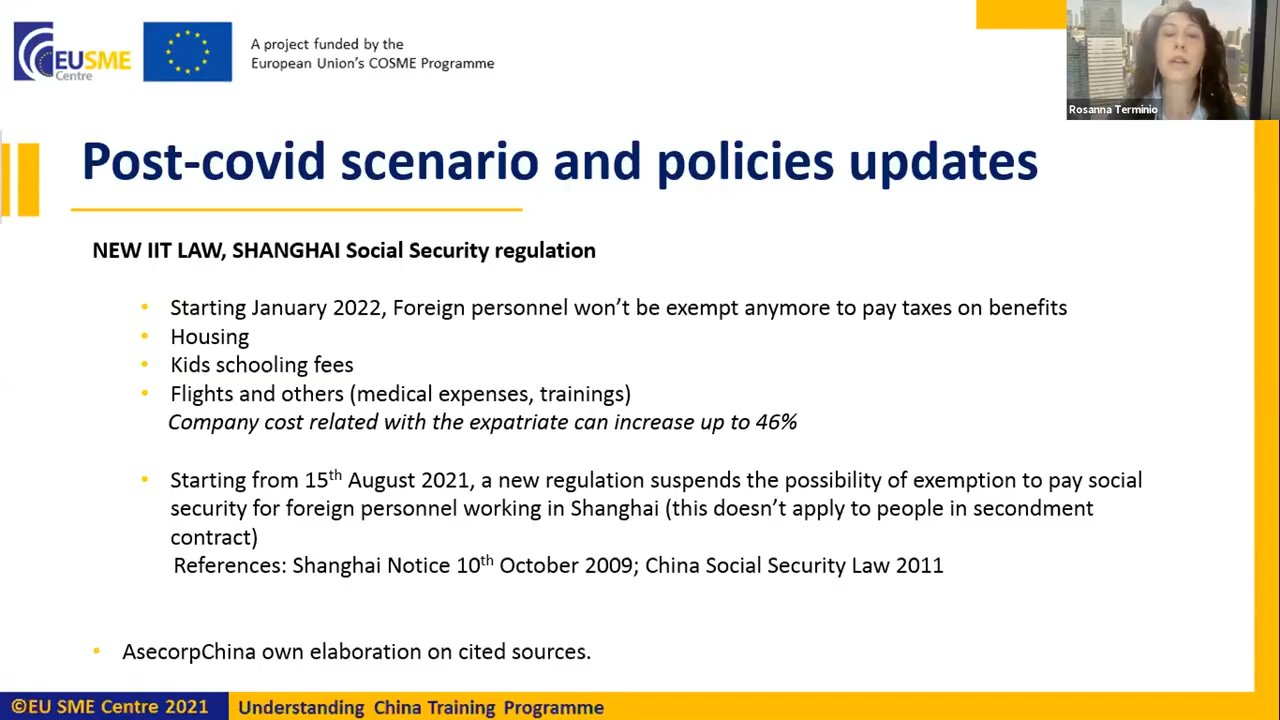 EUSME
Centre
A project funded by the
European Union's COSME Programme
Rosanna Terminio
Post-covid scenario and policies updates
NEW IIT LAW, SHANGHAI Social Security regulation
• Starting January 2022, Foreign personnel won't be exempt anymore to pay taxes on benefits
• Housing
• Kids schooling fees
• Flights and others (medical expenses, trainings)
Company cost related with the expatriate can increase up to 46%
• Starting from 15th August 2021, a new regulation suspends the possibility of exemption to pay social
security for foreign personnel working in Shanghai (this doesn't apply to people in secondment
contract)
References: Shanghai Notice 10th October 2009; China Social Security Law 2011
• AsecorpChina own elaboration on cited sources.
©EU SME Centre 2021
Understanding China Training Programme